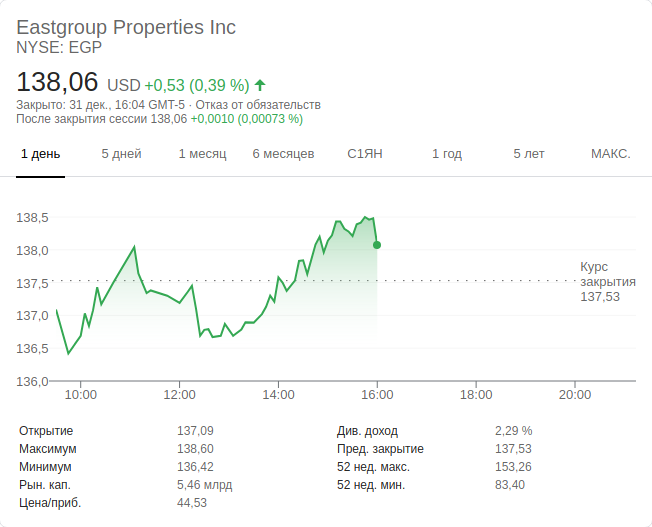 Eastgroup Properties Inc
NYSE: EGP
138,06 USD +0,53 (0,39 %)
Закрыто: 31 дек., 16:04 GMT-5 · Отказ от обязательств
После закрытия сессии 138,06 +0,0010 (0,00073 %)
1 день 5 дней 1 месяц 6 месяцев С1ЯН 1 год 5 лет МАКС.
138,5
138,0
137,5
137,0
136,5
136,0
Курс
закрытия
137,53
10:00 12:00 14:00 16:00 18:00 20:00
Открытие 137,09 Див. доход 2,29 %
Максимум 138,60 Пред. закрытие 137,53
Минимум 136,42 52 нед. макс. 153,26
Рын. кап. 5,46 млрд 52 нед. мин. 83,40
Цена/приб. 44,53